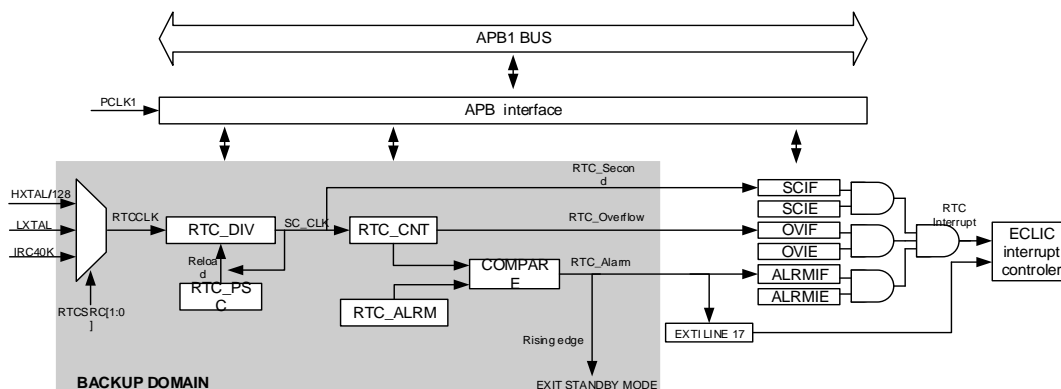 APB1 BUS
PCLK1
APB interface
HXTAL/128
LXTAL
IRC40K
RTCSRC[1:0
]
RTCCLK
RTC_DIV
Reloa
d
RTC_PS
C
SC_CLK
RTC_CNT
RTC_ALRM
COMPAR
E
RTC_Secon
d
RTC_Overflow
RTC_Alarm
Rising edge
EXIT STANDBY MODE
BACKUP DOMAIN
SCIF
SCIE
OVIF
OVIE
ALRMIF
ALRMIE
EXTI LINE 17
RTC
Interrupt
ECLIC
interrupt
controler